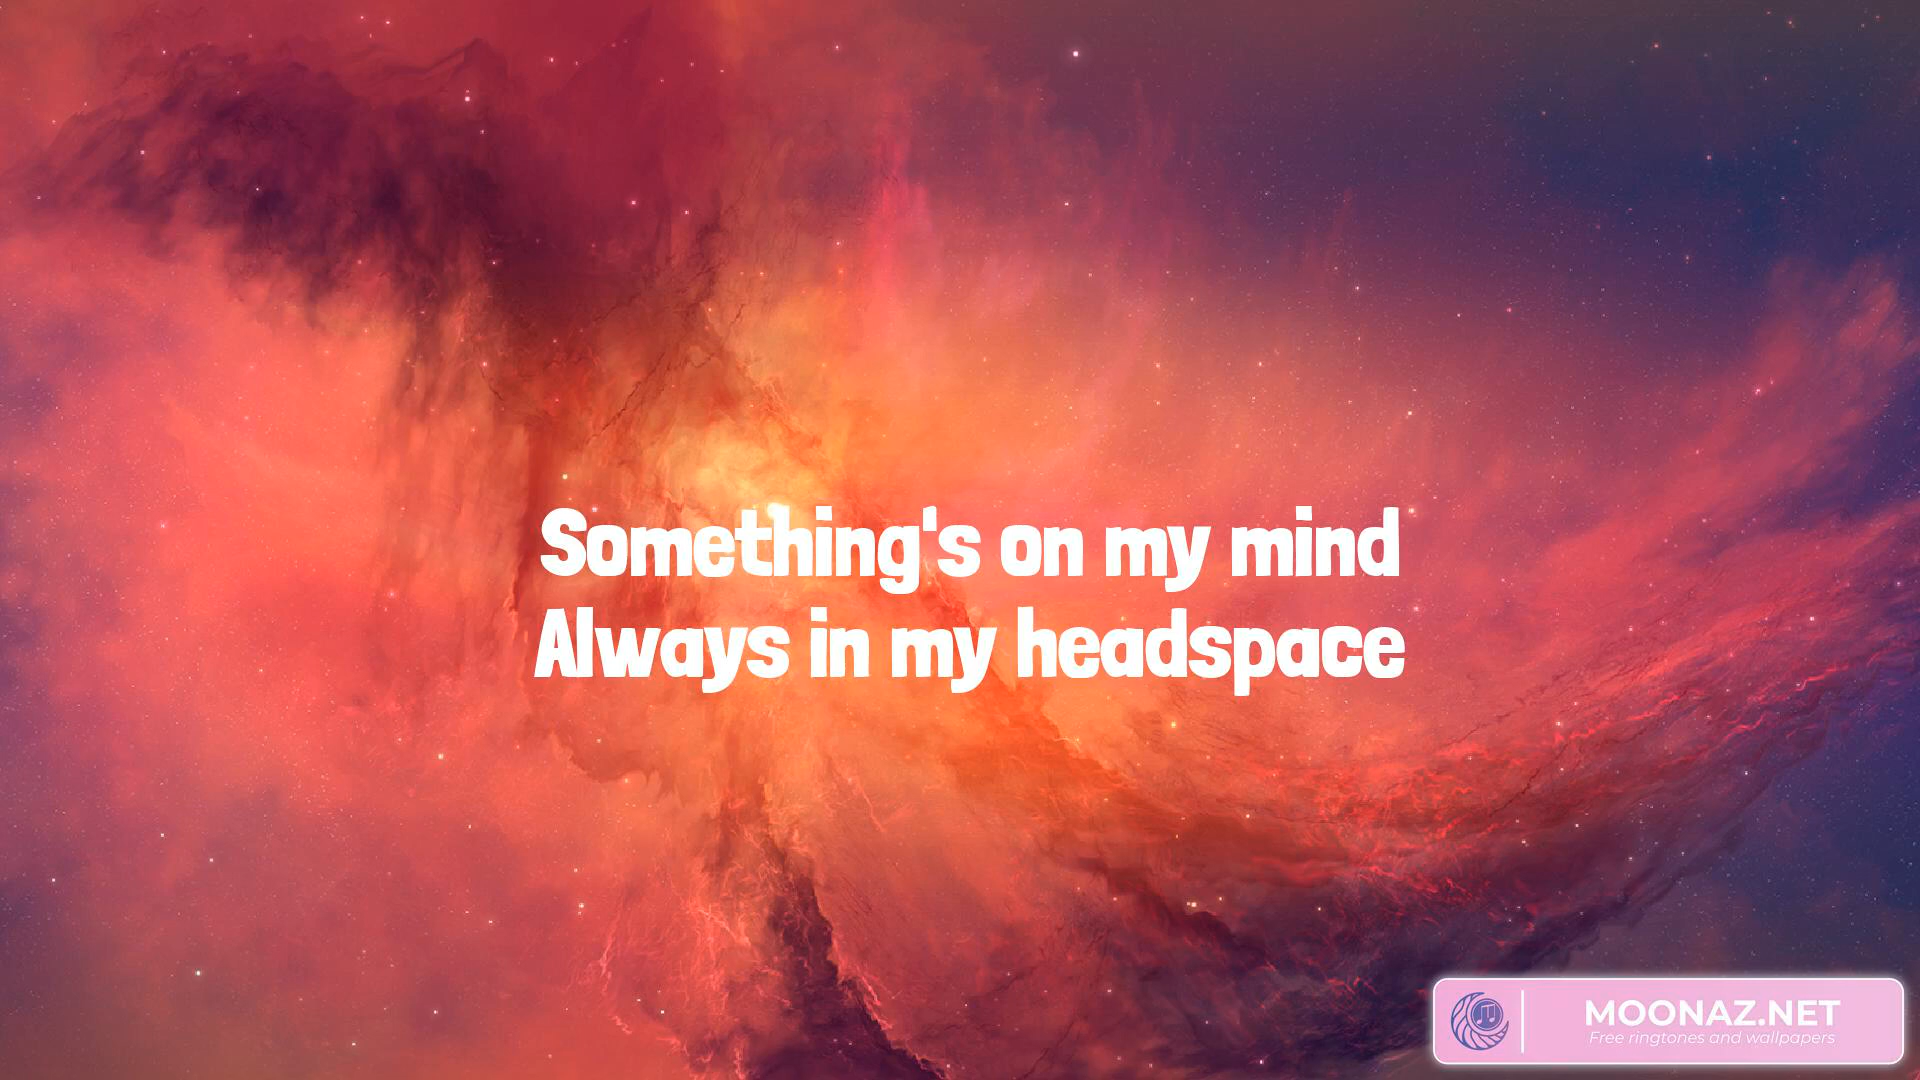 Something's on my mind
Always in my headspace
MOONAZ.NET
Free ringtones and wallpapers